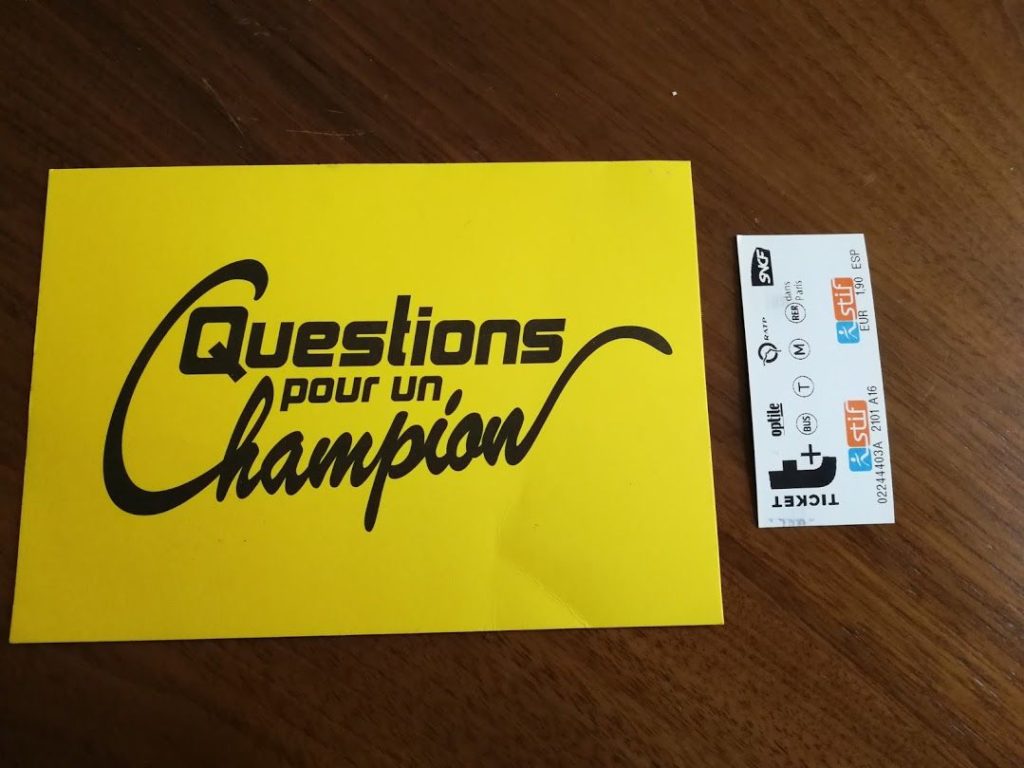 Questions
pour un
Champion
TICKET
t+
optile
RATP
SNCF
BUS
T
M
RER
dans
Paris
stif
stif
02244403A 2101 A16
EUR 1,90 ESP